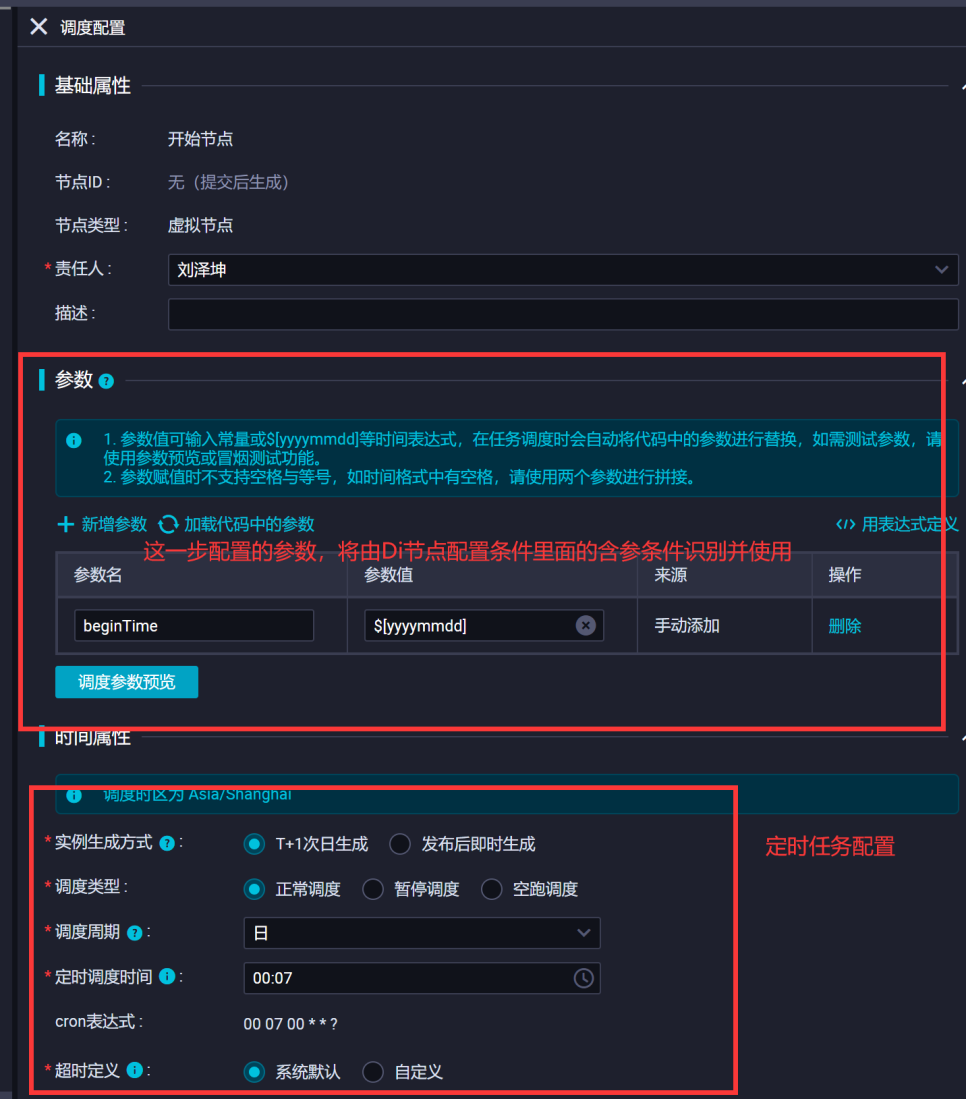 调度配置
基础属性
名称 : 开始节点
节点ID : 无（提交后生成）
节点类型 : 虚拟节点
* 责任人 : 刘泽坤
描述 :
参数 ?
1. 参数值可输入常量或$[yyyymmdd]等时间表达式，在任务调度时会自动将代码中的参数进行替换，如需测试参数，请
使用参数预览或冒烟测试功能。
2. 参数赋值时不支持空格与等号，如时间格式中有空格，请使用两个参数进行拼接。
新增参数 加载代码中的参数 </> 用表达式定义
这一步配置的参数，将由Di节点配置条件里面的含参条件识别并使用
参数名 参数值 来源 操作
beginTime $[yyyymmdd] 手动添加 删除
调度参数预览
时间属性
调度时区为 Asia/Shanghai
* 实例生成方式 ? : T+1次日生成 发布后即时生成
定时任务配置
* 调度类型 : 正常调度 暂停调度 空跑调度
* 调度周期 ? : 日
* 定时调度时间 : 00:07
cron表达式 : 00 07 00 * * ?
* 超时定义 : 系统默认 自定义